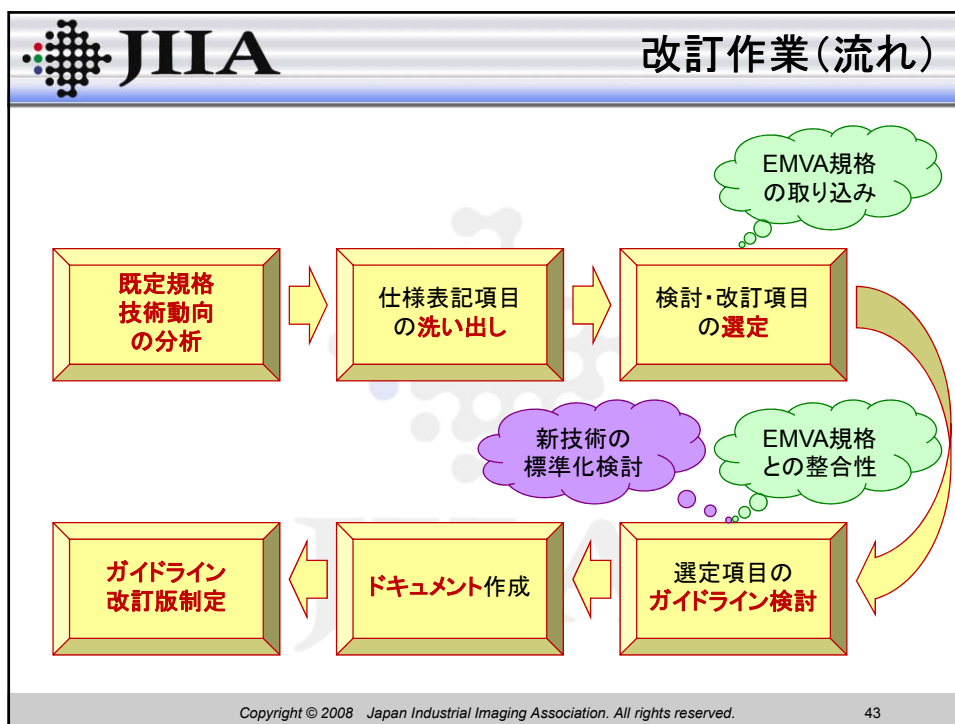 JIIA
改訂作業(流れ)
EMVA規格
の取り込み
既定規格
技術動向
の分析
仕様表記項目
の洗い出し
検討・改訂項目
の選定
新技術の
標準化検討
EMVA規格
との整合性
選定項目の
ガイドライン検討
ドキュメント作成
ガイドライン
改訂版制定
JIIA
Copyright © 2008 Japan Industrial Imaging Association. All rights reserved.
43